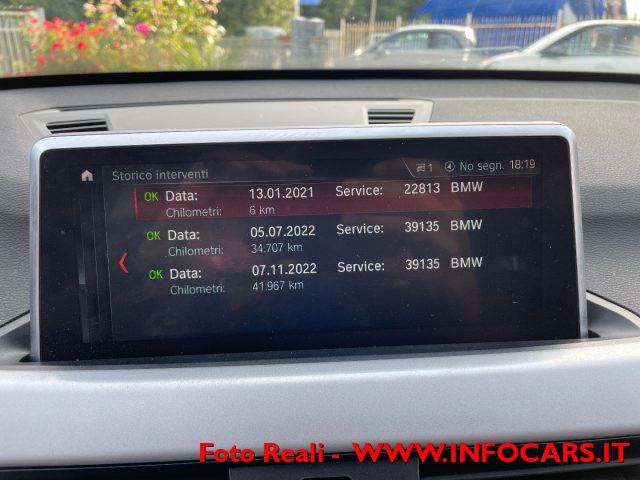 Storico interventi 1 No segn. 18:19
OK Data: 13.01.2021 Service: 22813 BMW
Chilometri: 6 km
OK Data: 05.07.2022 Service: 39135 BMW
Chilometri: 34.707 km
OK Data: 07.11.2022 Service: 39135 BMW
Chilometri: 41.967 km
Foto Reali - WWW.INFOCARS.IT